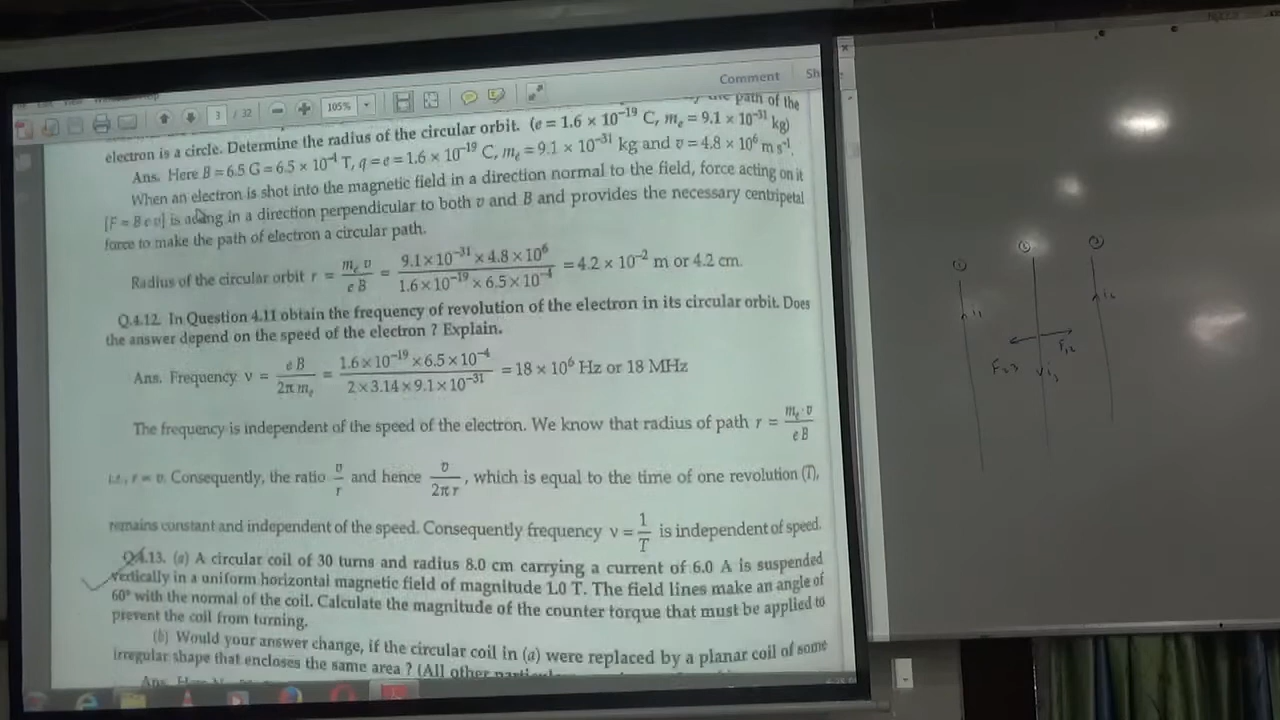 Comment
3 / 32
105%
path of the
electron is a circle. Determine the radius of the circular orbit. (e = 1.6 × 10⁻¹⁹ C, mₑ = 9.1 × 10⁻³¹ kg)
Ans. Here B = 6.5 G = 6.5 × 10⁻⁴ T, q = e = 1.6 × 10⁻¹⁹ C, mₑ = 9.1 × 10⁻³¹ kg and υ = 4.8 × 10⁶ m s⁻¹.
When an electron is shot into the magnetic field in a direction normal to the field, force acting on it
[F = B e υ] is acting in a direction perpendicular to both υ and B and provides the necessary centripetal
force to make the path of electron a circular path.
Radius of the circular orbit r = mₑ υ / e B = 9.1×10⁻³¹ × 4.8×10⁶ / 1.6×10⁻¹⁹ × 6.5×10⁻⁴ = 4.2 × 10⁻² m or 4.2 cm.
Q.4.12. In Question 4.11 obtain the frequency of revolution of the electron in its circular orbit. Does
the answer depend on the speed of the electron ? Explain.
Ans. Frequency ν = e B / 2π mₑ = 1.6×10⁻¹⁹ × 6.5×10⁻⁴ / 2 × 3.14 × 9.1×10⁻³¹ = 18 × 10⁶ Hz or 18 MHz
The frequency is independent of the speed of the electron. We know that radius of path r = mₑ·υ / e B
i.e., r ∝ υ. Consequently, the ratio υ / r and hence υ / 2π r, which is equal to the time of one revolution (T),
remains constant and independent of the speed. Consequently frequency ν = 1 / T is independent of speed.
Q.4.13. (a) A circular coil of 30 turns and radius 8.0 cm carrying a current of 6.0 A is suspended
vertically in a uniform horizontal magnetic field of magnitude 1.0 T. The field lines make an angle of
60° with the normal of the coil. Calculate the magnitude of the counter torque that must be applied to
prevent the coil from turning.
(b) Would your answer change, if the circular coil in (a) were replaced by a planar coil of some
irregular shape that encloses the same area ? (All other
Ans.
i₁